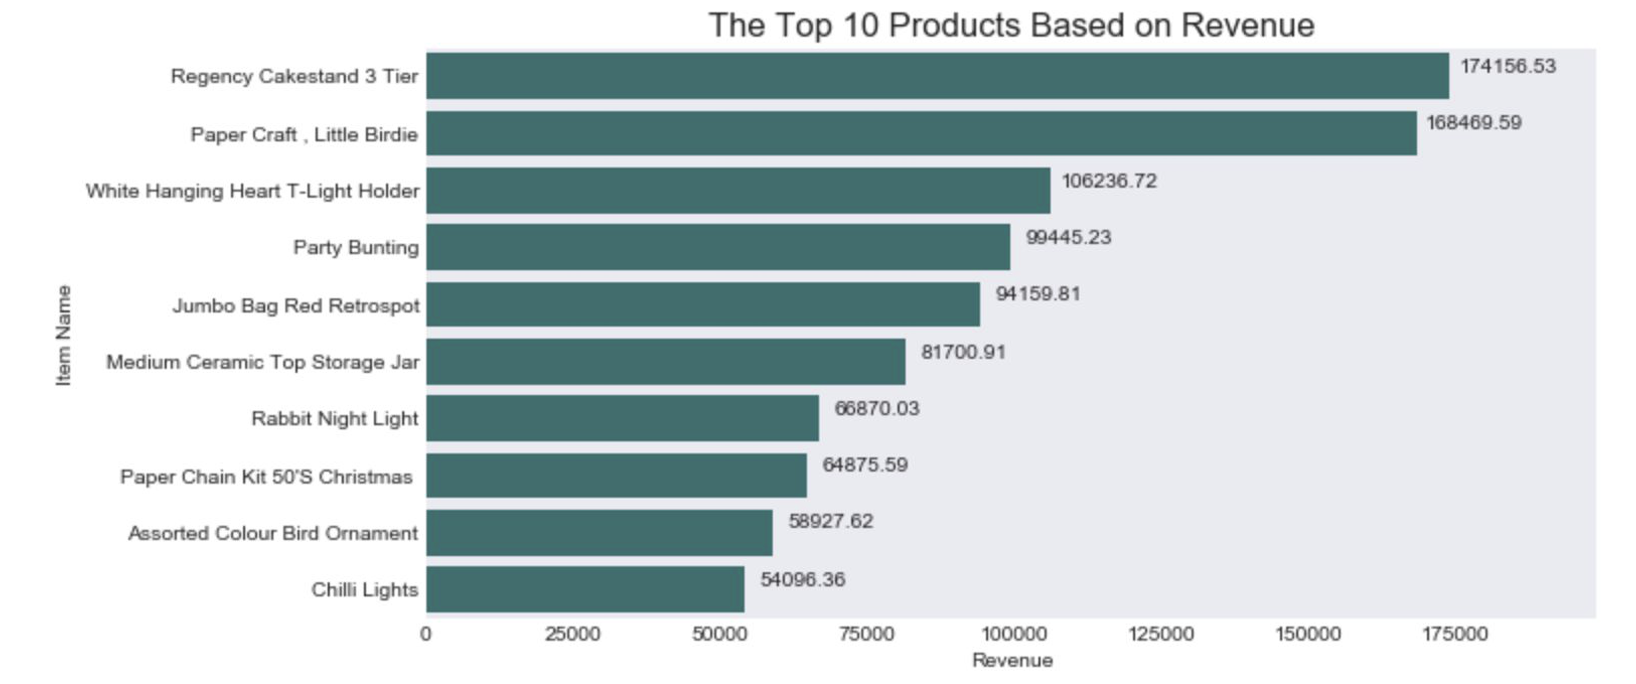 The Top 10 Products Based on Revenue
Regency Cakestand 3 Tier 174156.53
Paper Craft , Little Birdie 168469.59
White Hanging Heart T-Light Holder 106236.72
Party Bunting 99445.23
Jumbo Bag Red Retrospot 94159.81
Medium Ceramic Top Storage Jar 81700.91
Rabbit Night Light 66870.03
Paper Chain Kit 50'S Christmas 64875.59
Assorted Colour Bird Ornament 58927.62
Chilli Lights 54096.36
Item Name
0 25000 50000 75000 100000 125000 150000 175000
Revenue